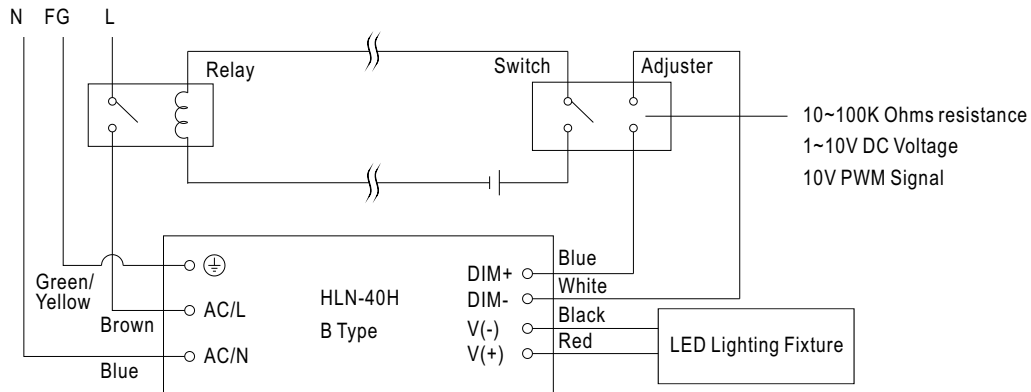 N FG L
Relay
Switch
Adjuster
10~100K Ohms resistance
1~10V DC Voltage
10V PWM Signal
Green/
Yellow
Brown
Blue
AC/L
AC/N
HLN-40H
B Type
DIM+
DIM-
V(-)
V(+)
Blue
White
Black
Red
LED Lighting Fixture